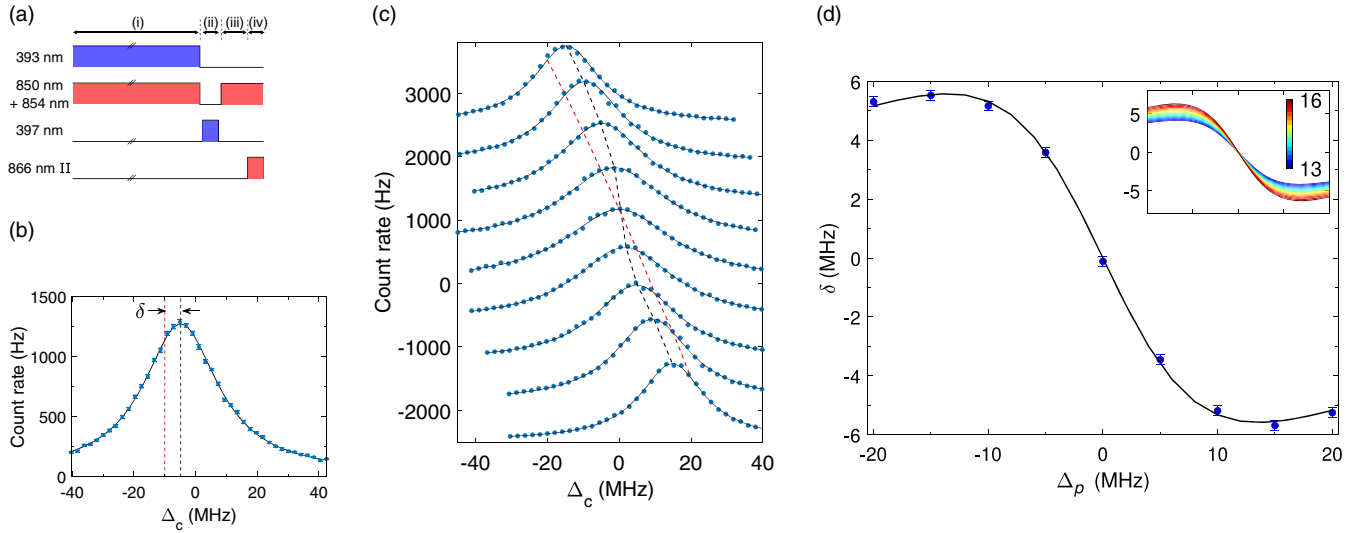 (a)
(i) (ii) (iii) (iv)
393 nm
850 nm
+ 854 nm
397 nm
866 nm II
(b)
Count rate (Hz)
1500
1000
500
0
δ
-40 -20 0 20 40
Δc (MHz)
(c)
Count rate (Hz)
3000
2000
1000
0
-1000
-2000
-40 -20 0 20 40
Δc (MHz)
(d)
δ (MHz)
6
4
2
0
-2
-4
-6
-20 -10 0 10 20
Δp (MHz)
5
0
-5
16
13